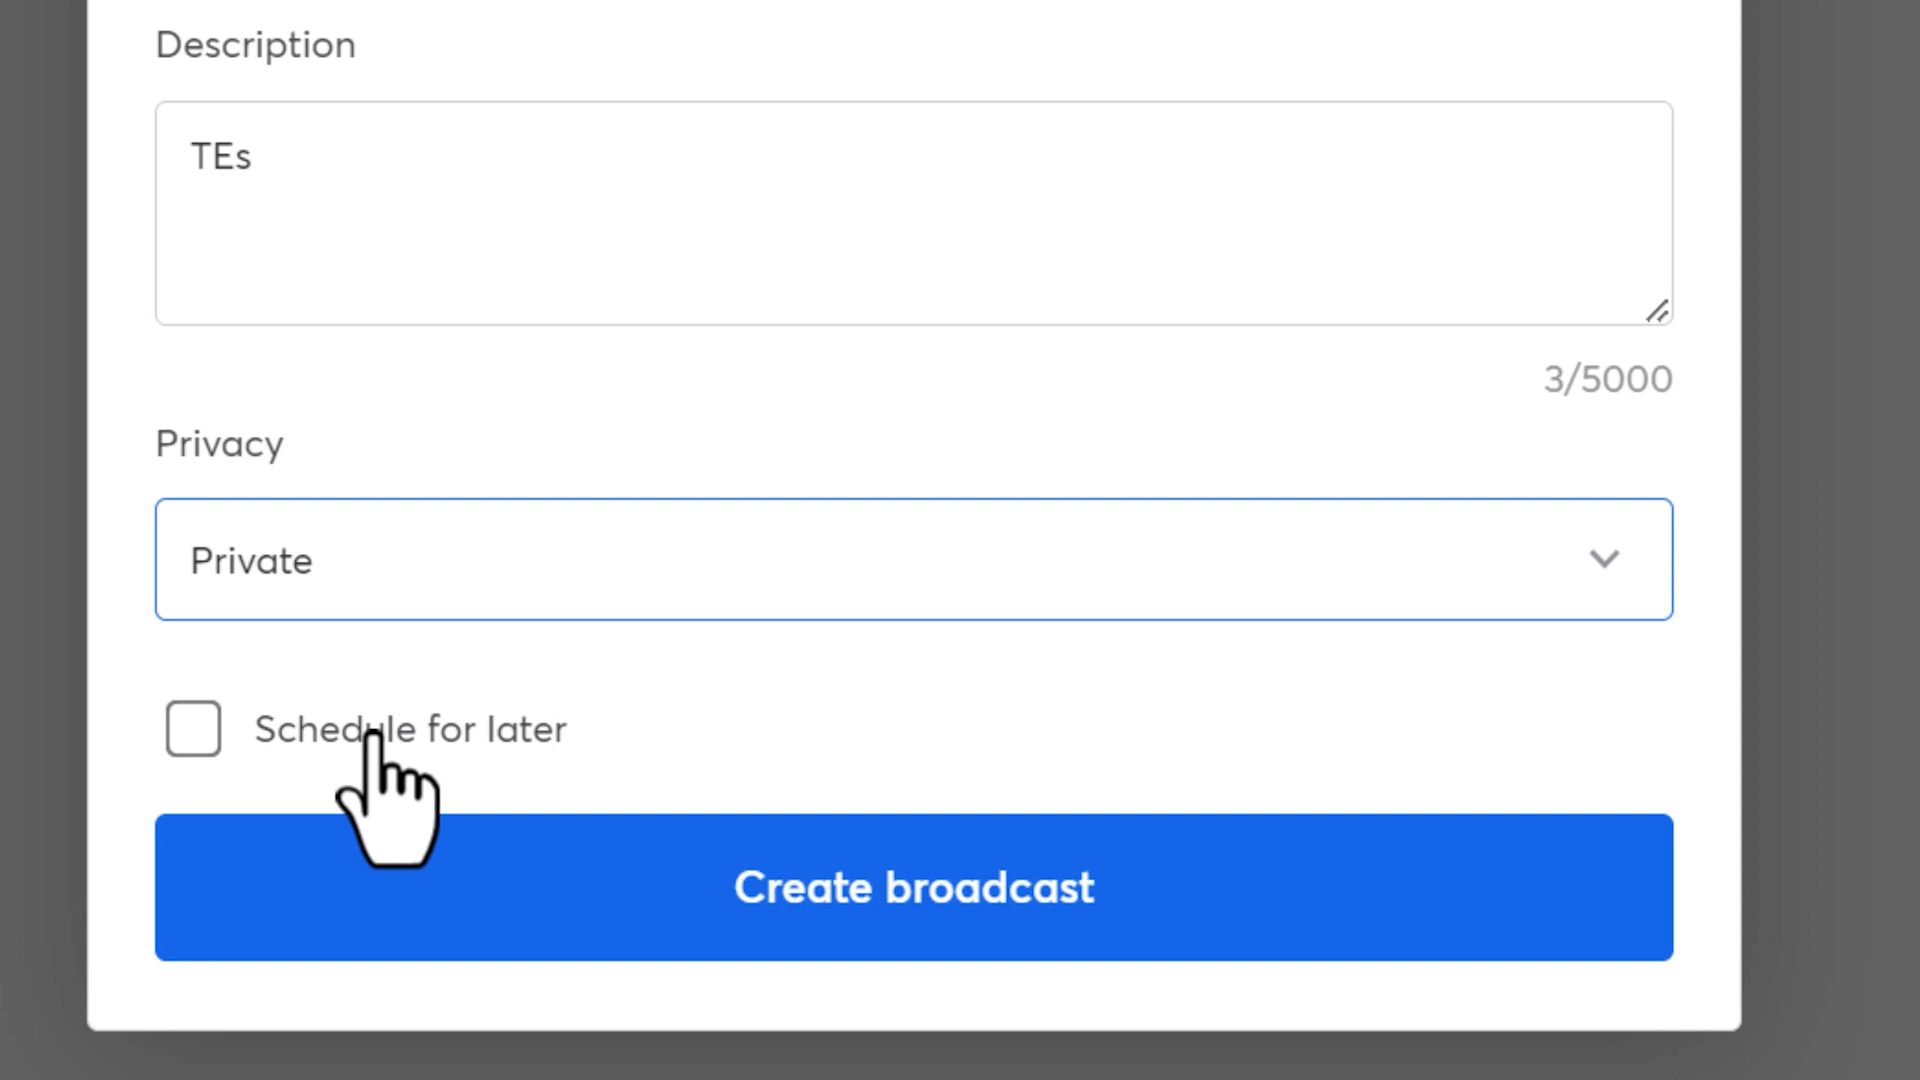 Description
TEs
3/5000
Privacy
Private
Schedule for later
Create broadcast